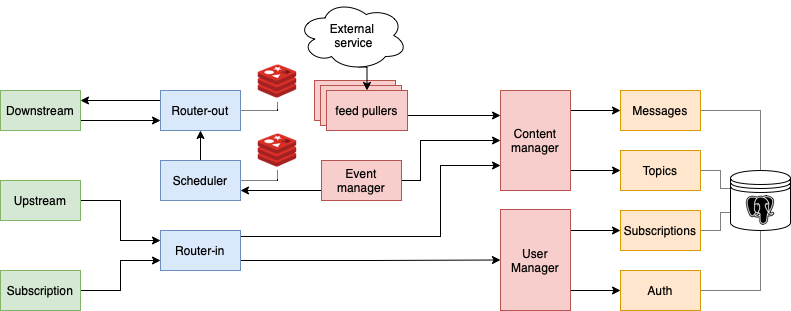 External
service
Downstream
Router-out
feed pullers
Content
manager
Messages
Scheduler
Event
manager
Topics
Upstream
Router-in
User
Manager
Subscriptions
Subscription
Auth